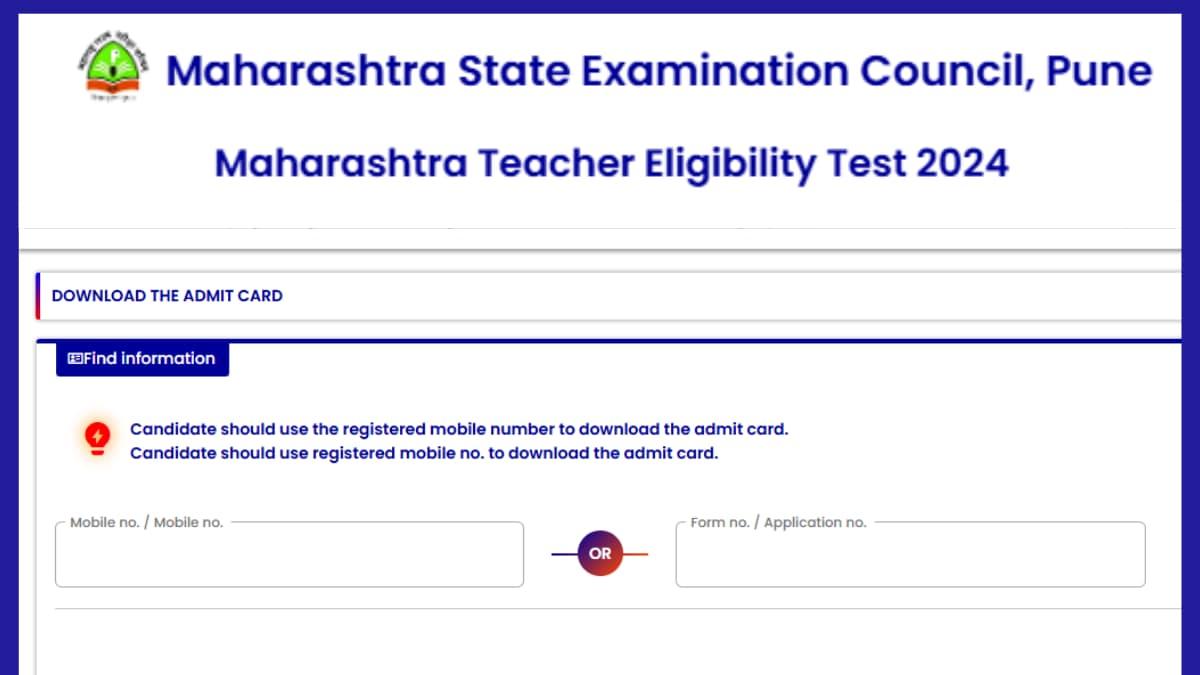 Maharashtra State Examination Council, Pune
Maharashtra Teacher Eligibility Test 2024
DOWNLOAD THE ADMIT CARD
Find information
Candidate should use the registered mobile number to download the admit card.
Candidate should use registered mobile no. to download the admit card.
Mobile no. / Mobile no.
OR
Form no. / Application no.